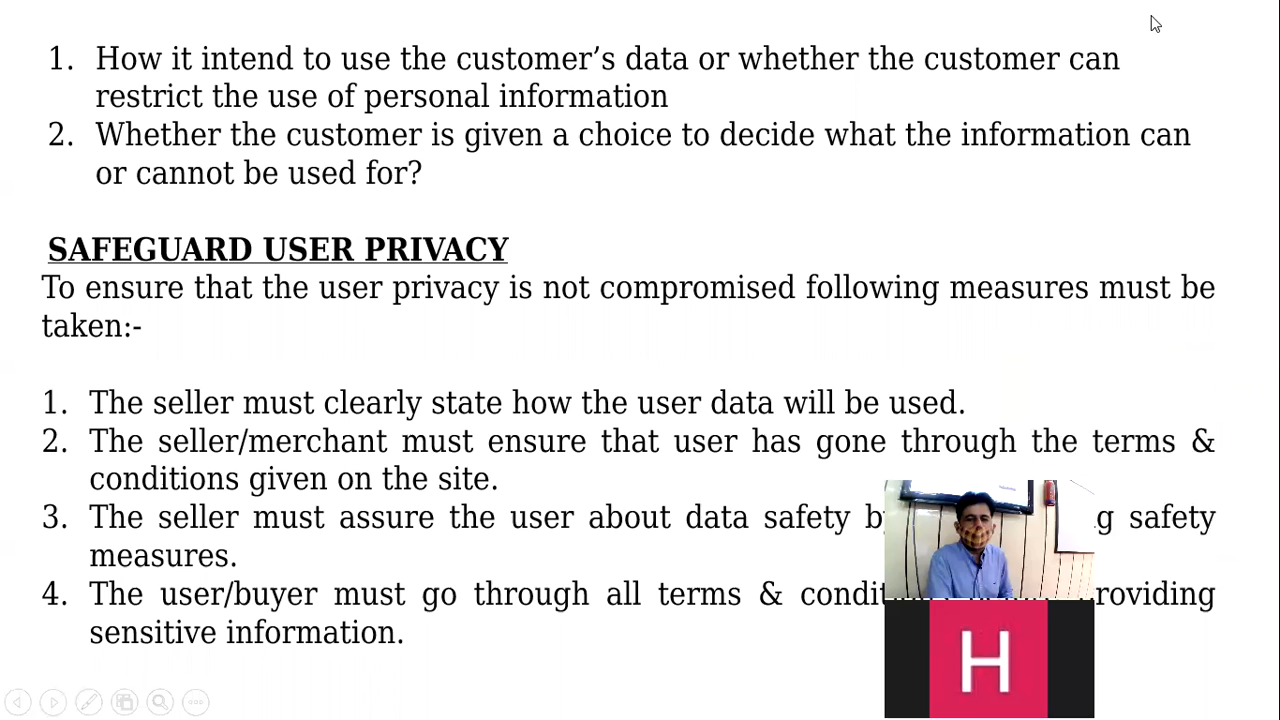 1. How it intend to use the customer’s data or whether the customer can
restrict the use of personal information
2. Whether the customer is given a choice to decide what the information can
or cannot be used for?
SAFEGUARD USER PRIVACY
To ensure that the user privacy is not compromised following measures must be
taken:-
1. The seller must clearly state how the user data will be used.
2. The seller/merchant must ensure that user has gone through the terms &
conditions given on the site.
3. The seller must assure the user about data safety safety
measures.
4. The user/buyer must go through all terms &
sensitive information.
H